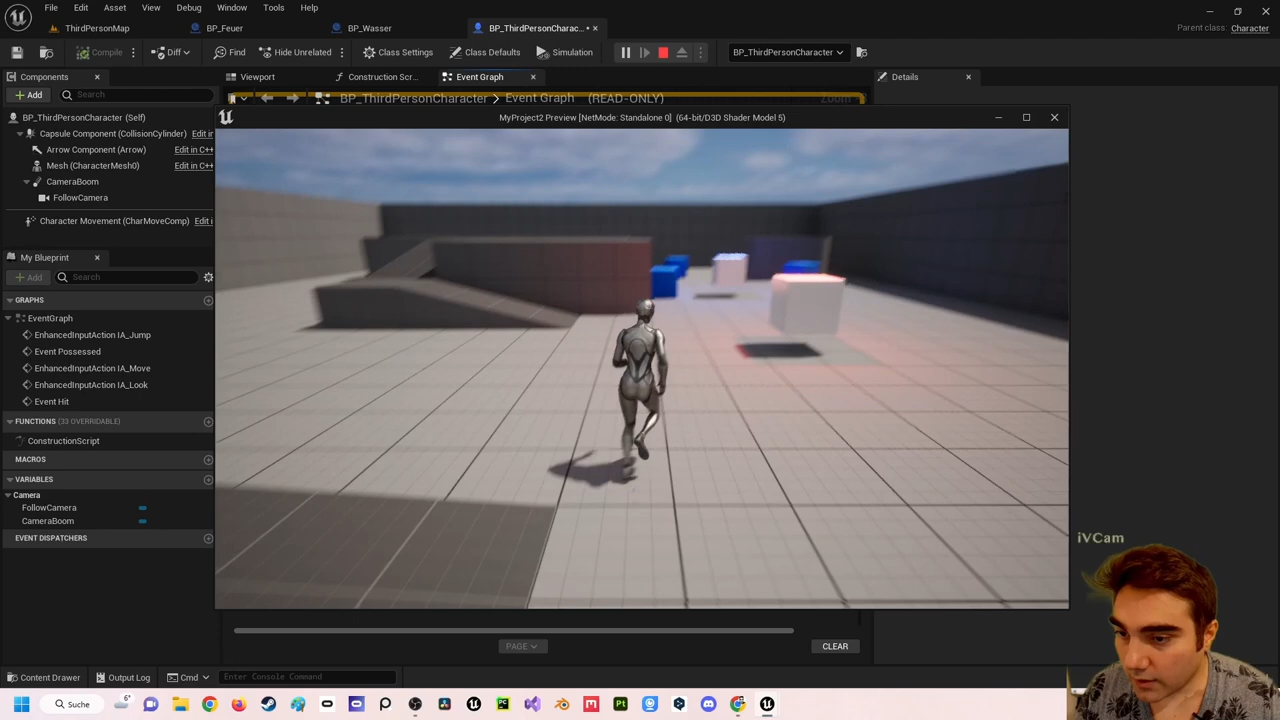 File Edit Asset View Debug Window Tools Help
ThirdPersonMap
BP_Feuer
BP_Wasser
BP_ThirdPersonCharac... •
Parent class: Character
Compile
Diff
Find
Hide Unrelated
Class Settings
Class Defaults
Simulation
BP_ThirdPersonCharacter
Components
Viewport
Construction Scr...
Event Graph
Details
Add
Search
BP_ThirdPersonCharacter > Event Graph (READ-ONLY)
Zoom
BP_ThirdPersonCharacter (Self)
MyProject2 Preview [NetMode: Standalone 0] (64-bit/D3D Shader Model 5)
Capsule Component (CollisionCylinder) Edit in
Arrow Component (Arrow) Edit in C++
Mesh (CharacterMesh0) Edit in C++
CameraBoom
FollowCamera
Character Movement (CharMoveComp) Edit i
My Blueprint
Add
Search
GRAPHS
EventGraph
EnhancedInputAction IA_Jump
Event Possessed
EnhancedInputAction IA_Move
EnhancedInputAction IA_Look
Event Hit
FUNCTIONS (33 OVERRIDABLE)
ConstructionScript
MACROS
VARIABLES
Camera
FollowCamera
CameraBoom
EVENT DISPATCHERS
iVCam
PAGE
CLEAR
Content Drawer
Output Log
Cmd
Enter Console Command
6°
Suche